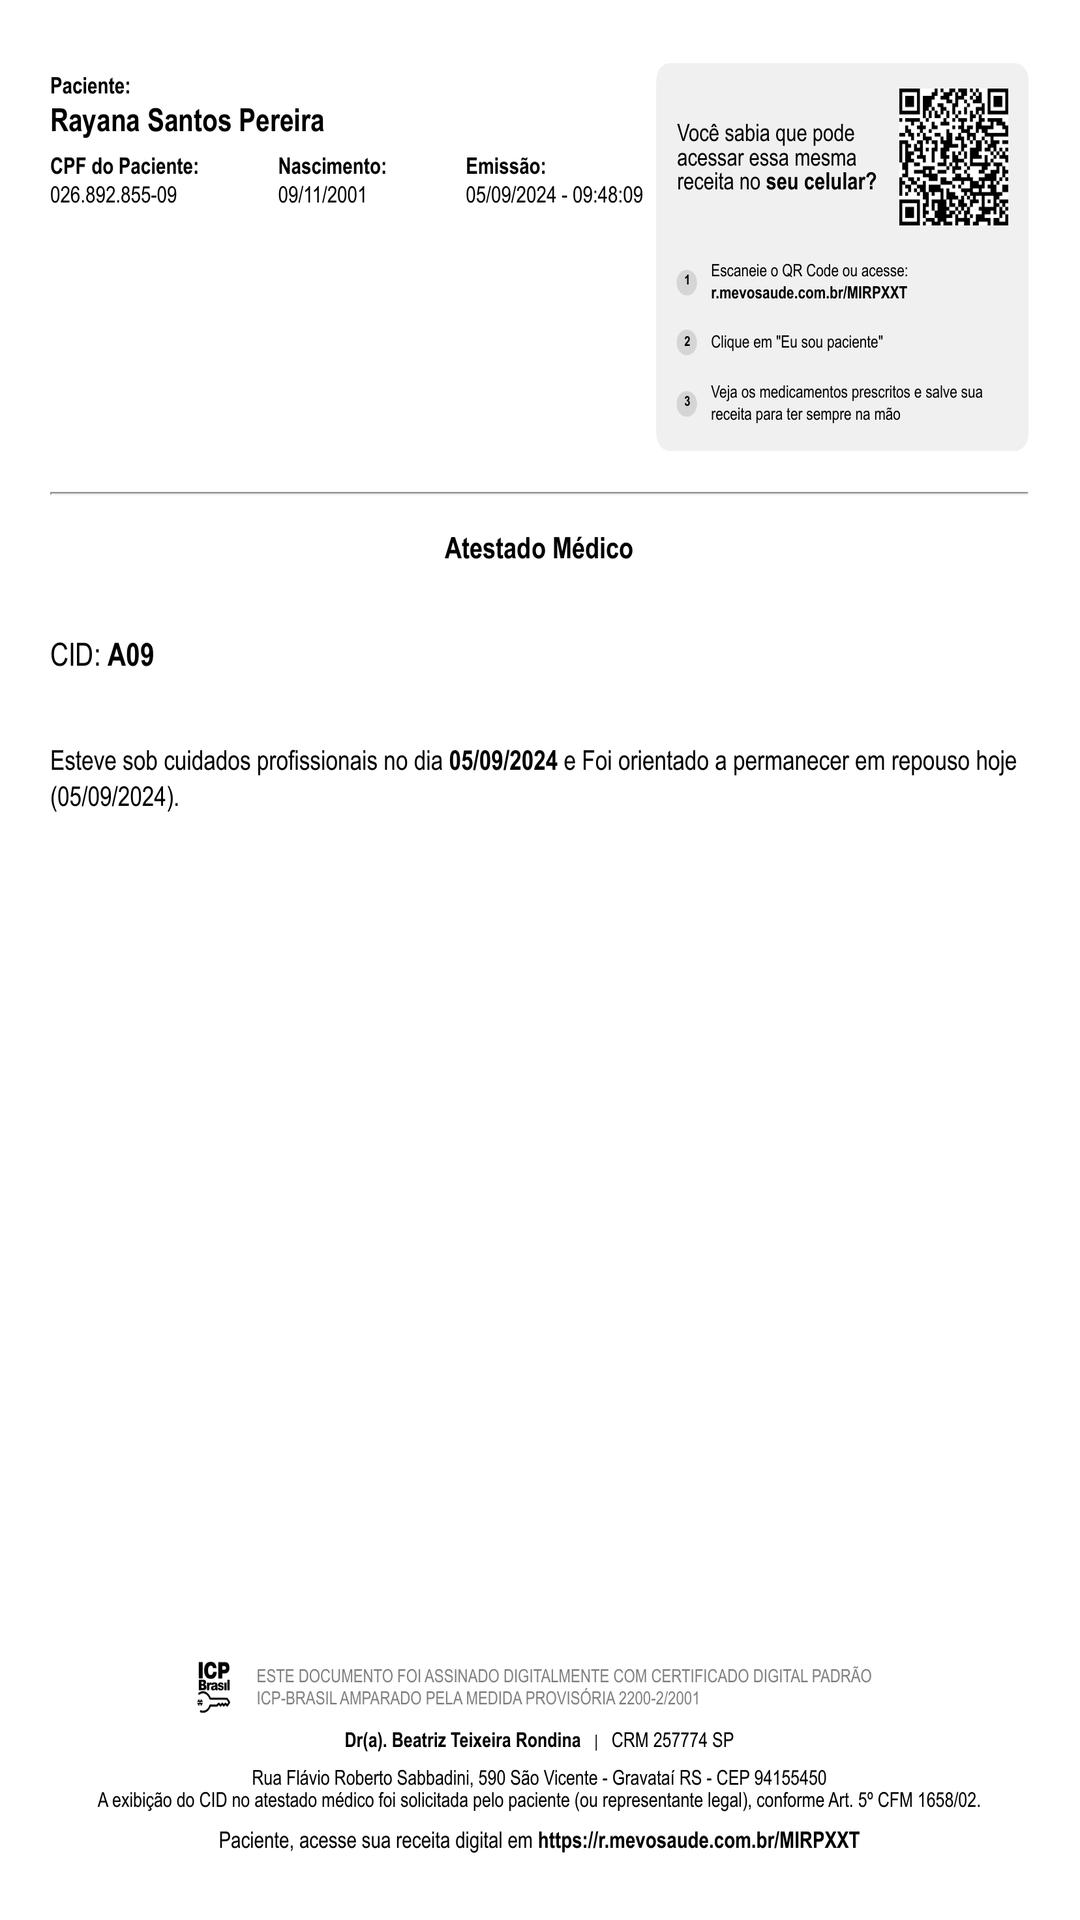 Paciente:
Rayana Santos Pereira
CPF do Paciente:
026.892.855-09
Nascimento:
09/11/2001
Emissão:
05/09/2024 - 09:48:09
Você sabia que pode
acessar essa mesma
receita no seu celular?
1
Escaneie o QR Code ou acesse:
r.mevosaude.com.br/MIRPXXT
2
Clique em "Eu sou paciente"
3
Veja os medicamentos prescritos e salve sua
receita para ter sempre na mão
Atestado Médico
CID: A09
Esteve sob cuidados profissionais no dia 05/09/2024 e Foi orientado a permanecer em repouso hoje
(05/09/2024).
ICP
Brasil
ESTE DOCUMENTO FOI ASSINADO DIGITALMENTE COM CERTIFICADO DIGITAL PADRÃO
ICP-BRASIL AMPARADO PELA MEDIDA PROVISÓRIA 2200-2/2001
Dr(a). Beatriz Teixeira Rondina | CRM 257774 SP
Rua Flávio Roberto Sabbadini, 590 São Vicente - Gravataí RS - CEP 94155450
A exibição do CID no atestado médico foi solicitada pelo paciente (ou representante legal), conforme Art. 5º CFM 1658/02.
Paciente, acesse sua receita digital em https://r.mevosaude.com.br/MIRPXXT